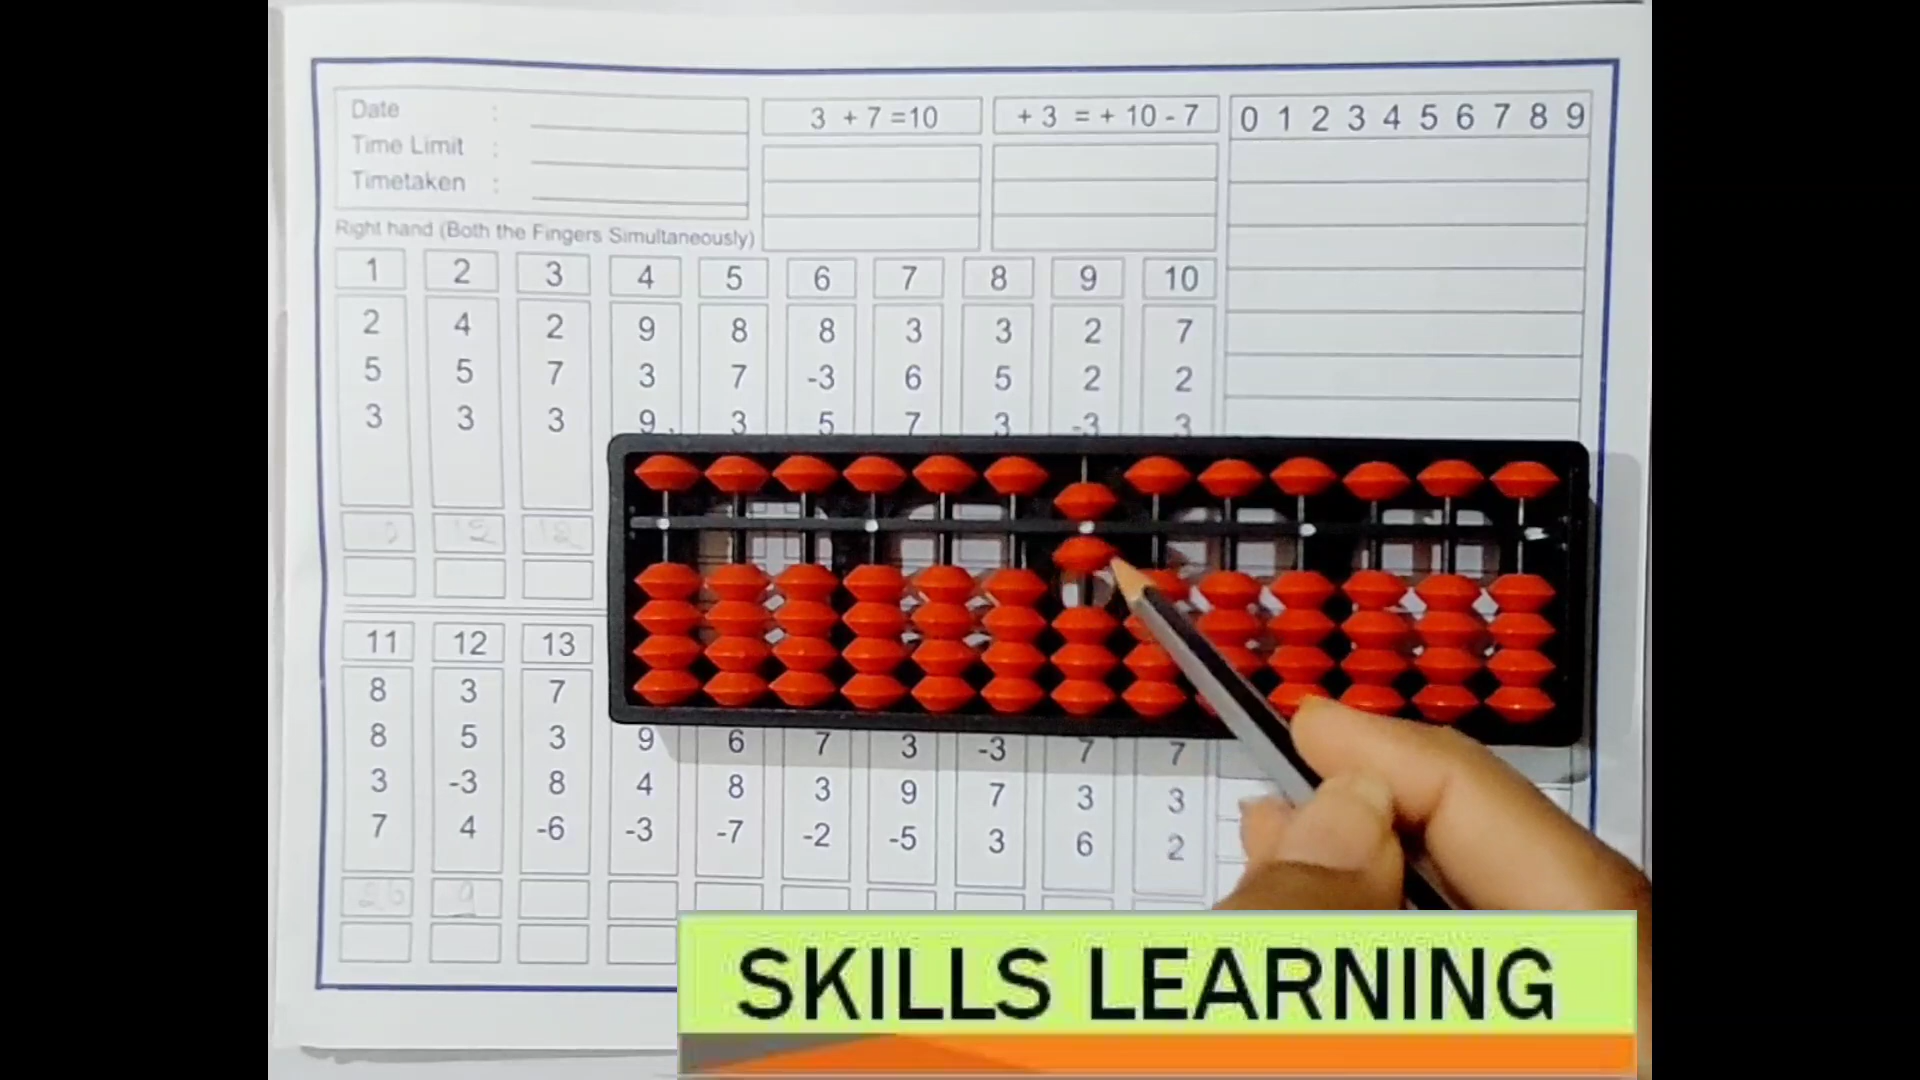 Date :
Time Limit :
Timetaken :
3 + 7 =10
+ 3 = + 10 - 7
0 1 2 3 4 5 6 7 8 9
Right hand (Both the Fingers Simultaneously)
1 2 3 4 5 6 7 8 9 10
2 4 2 9 8 8 3 3 2 7
5 5 7 3 7 -3 6 5 2 2
3 3 3 9 3 5 7 3 -3 3
12 12
11 12 13
8 3 7
8 5 3 9 6 7 3 -3 7 7
3 -3 8 4 8 3 9 7 3 3
7 4 -6 -3 -7 -2 -5 3 6 2
26 9
SKILLS LEARNING